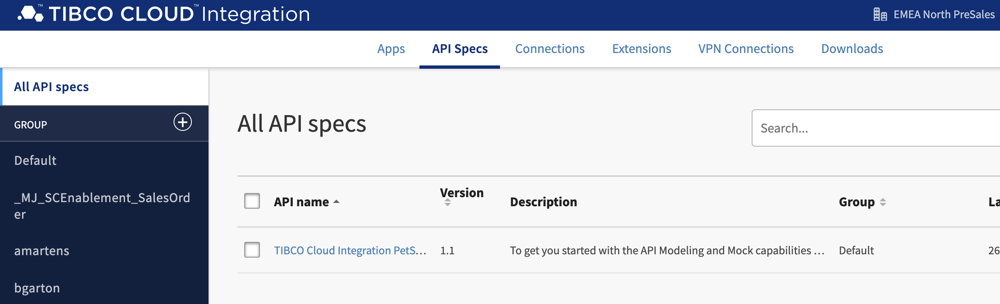 TIBCO CLOUD™ Integration
EMEA North PreSales
Apps
API Specs
Connections
Extensions
VPN Connections
Downloads
All API specs
GROUP
Default
_MJ_SCEnablement_SalesOrd
er
amartens
bgarton
All API specs
Search...
API name
Version
Description
Group
La
TIBCO Cloud Integration PetS...
1.1
To get you started with the API Modeling and Mock capabilities ...
Default
26